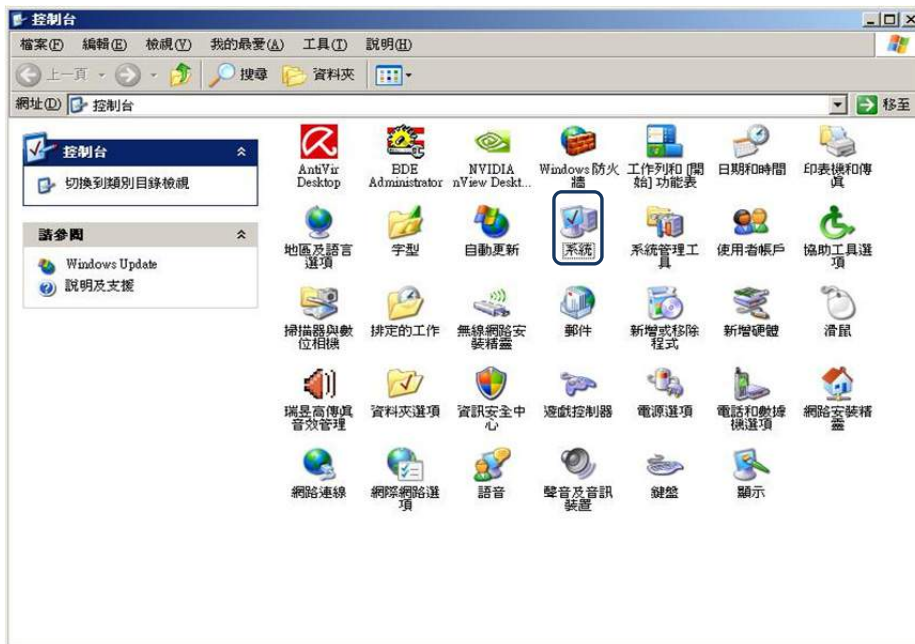 控制台
檔案(F) 編輯(E) 檢視(V) 我的最愛(A) 工具(T) 說明(H)
上一頁 搜尋 資料夾
網址(D) 控制台 移至
控制台
切換到類別目錄檢視
請參閱
Windows Update
說明及支援
AntiVir
Desktop
BDE
Administrator
NVIDIA
nView Deskt...
Windows 防火
牆
工作列和 [開
始] 功能表
日期和時間
印表機和傳
真
地區及語言
選項
字型
自動更新
系統
系統管理工
具
使用者帳戶
協助工具選
項
掃描器與數
位相機
排定的工作
無線網路安
裝精靈
郵件
新增或移除
程式
新增硬體
滑鼠
瑞昱高傳真
音效管理
資料夾選項
資訊安全中
心
遊戲控制器
電源選項
電話和數據
機選項
網路安裝精
靈
網路連線
網際網路選
項
語音
聲音及音訊
裝置
鍵盤
顯示